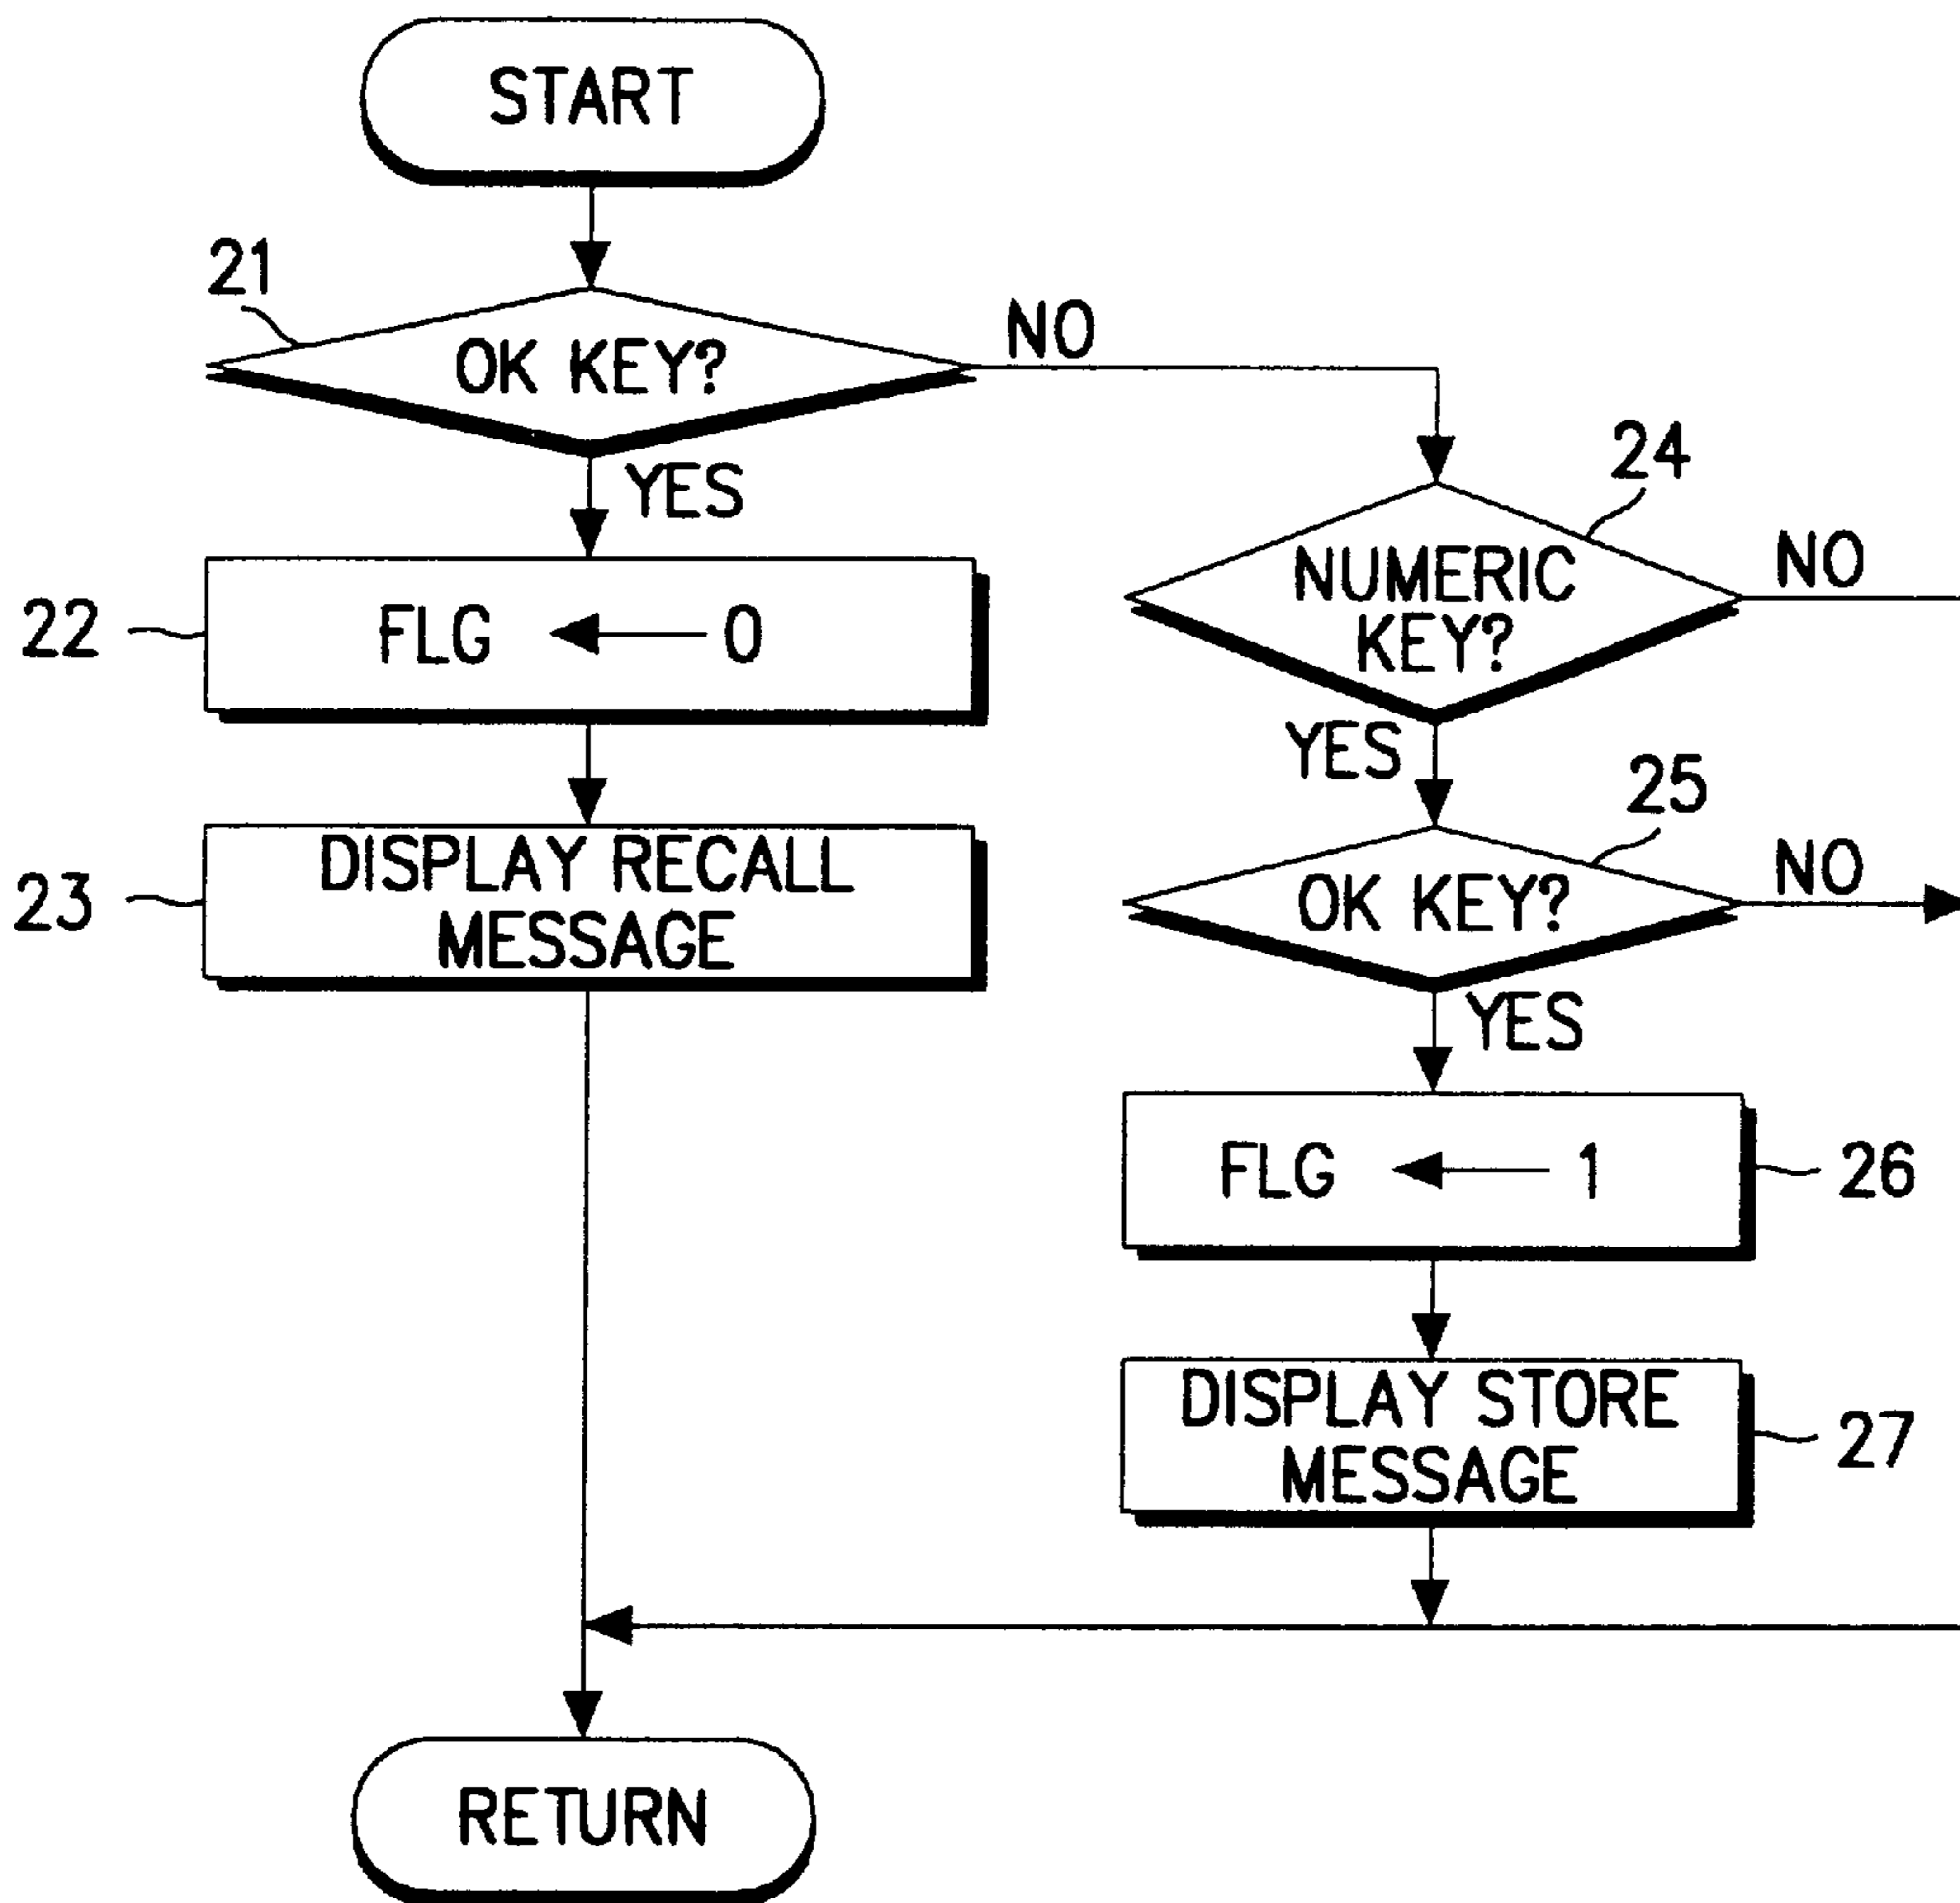 START
21
OK KEY?
NO
YES
24
22
FLG ← 0
NUMERIC
KEY?
NO
YES
23
DISPLAY RECALL
MESSAGE
25
OK KEY?
NO
YES
FLG ← 1
26
DISPLAY STORE
MESSAGE
27
RETURN